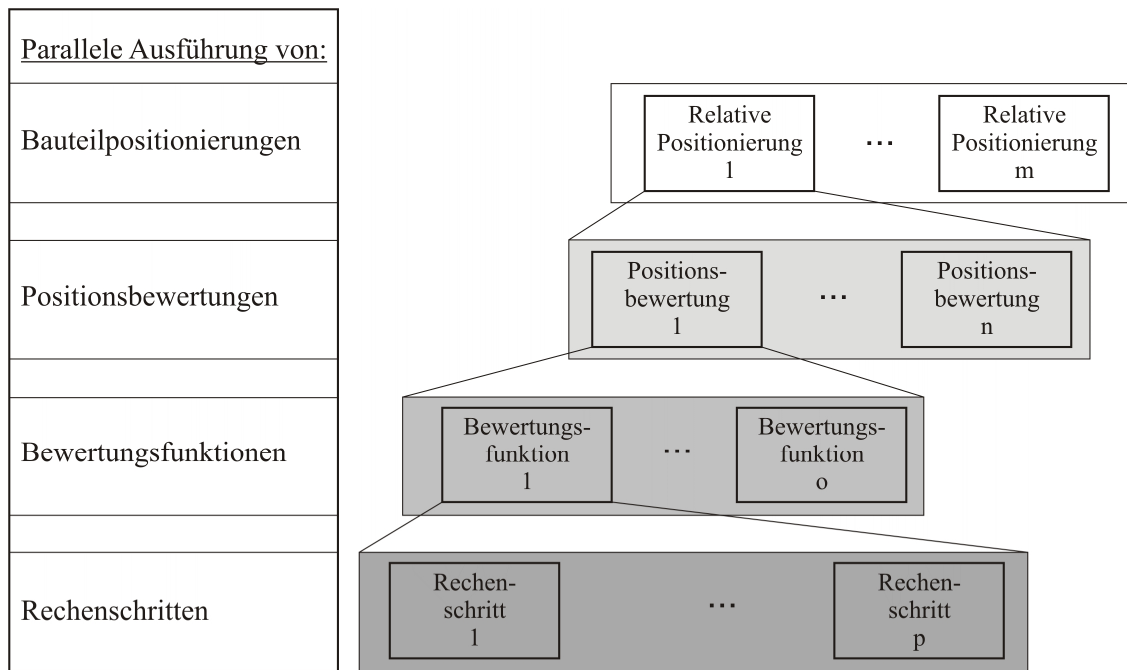 Parallele Ausführung von:
Bauteilpositionierungen
Relative
Positionierung
1
...
Relative
Positionierung
m
Positionsbewertungen
Positions-
bewertung
1
...
Positions-
bewertung
n
Bewertungsfunktionen
Bewertungs-
funktion
1
...
Bewertungs-
funktion
o
Rechenschritten
Rechen-
schritt
1
...
Rechen-
schritt
p